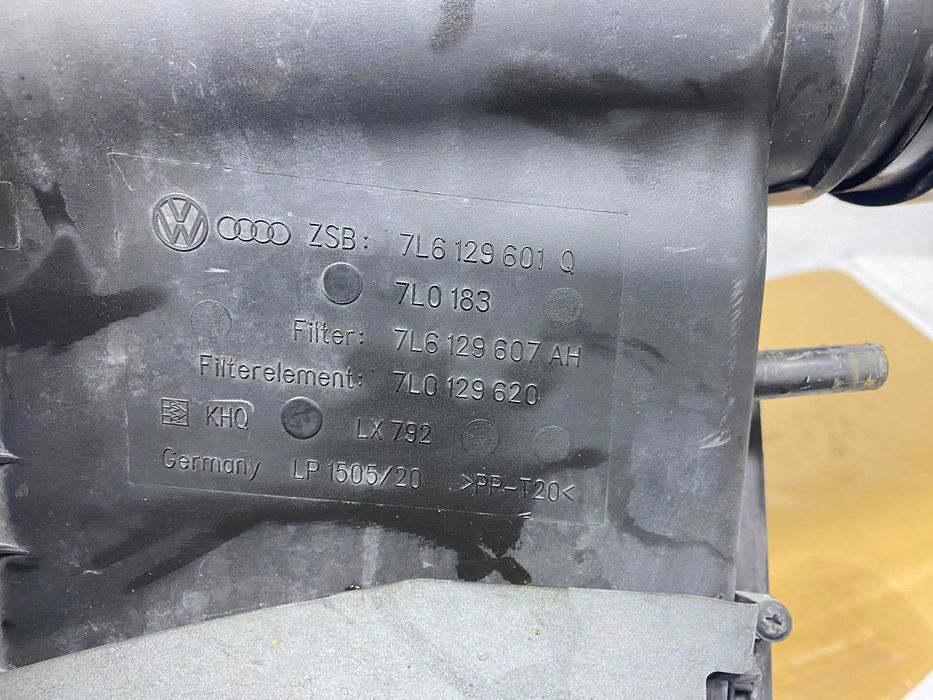 ZSB: 7L6 129 601 Q
7L0 183
Filter: 7L6 129 607 AH
Filterelement: 7L0 129 620
KHQ LX 792
Germany LP 1505/20 >PP-T20<